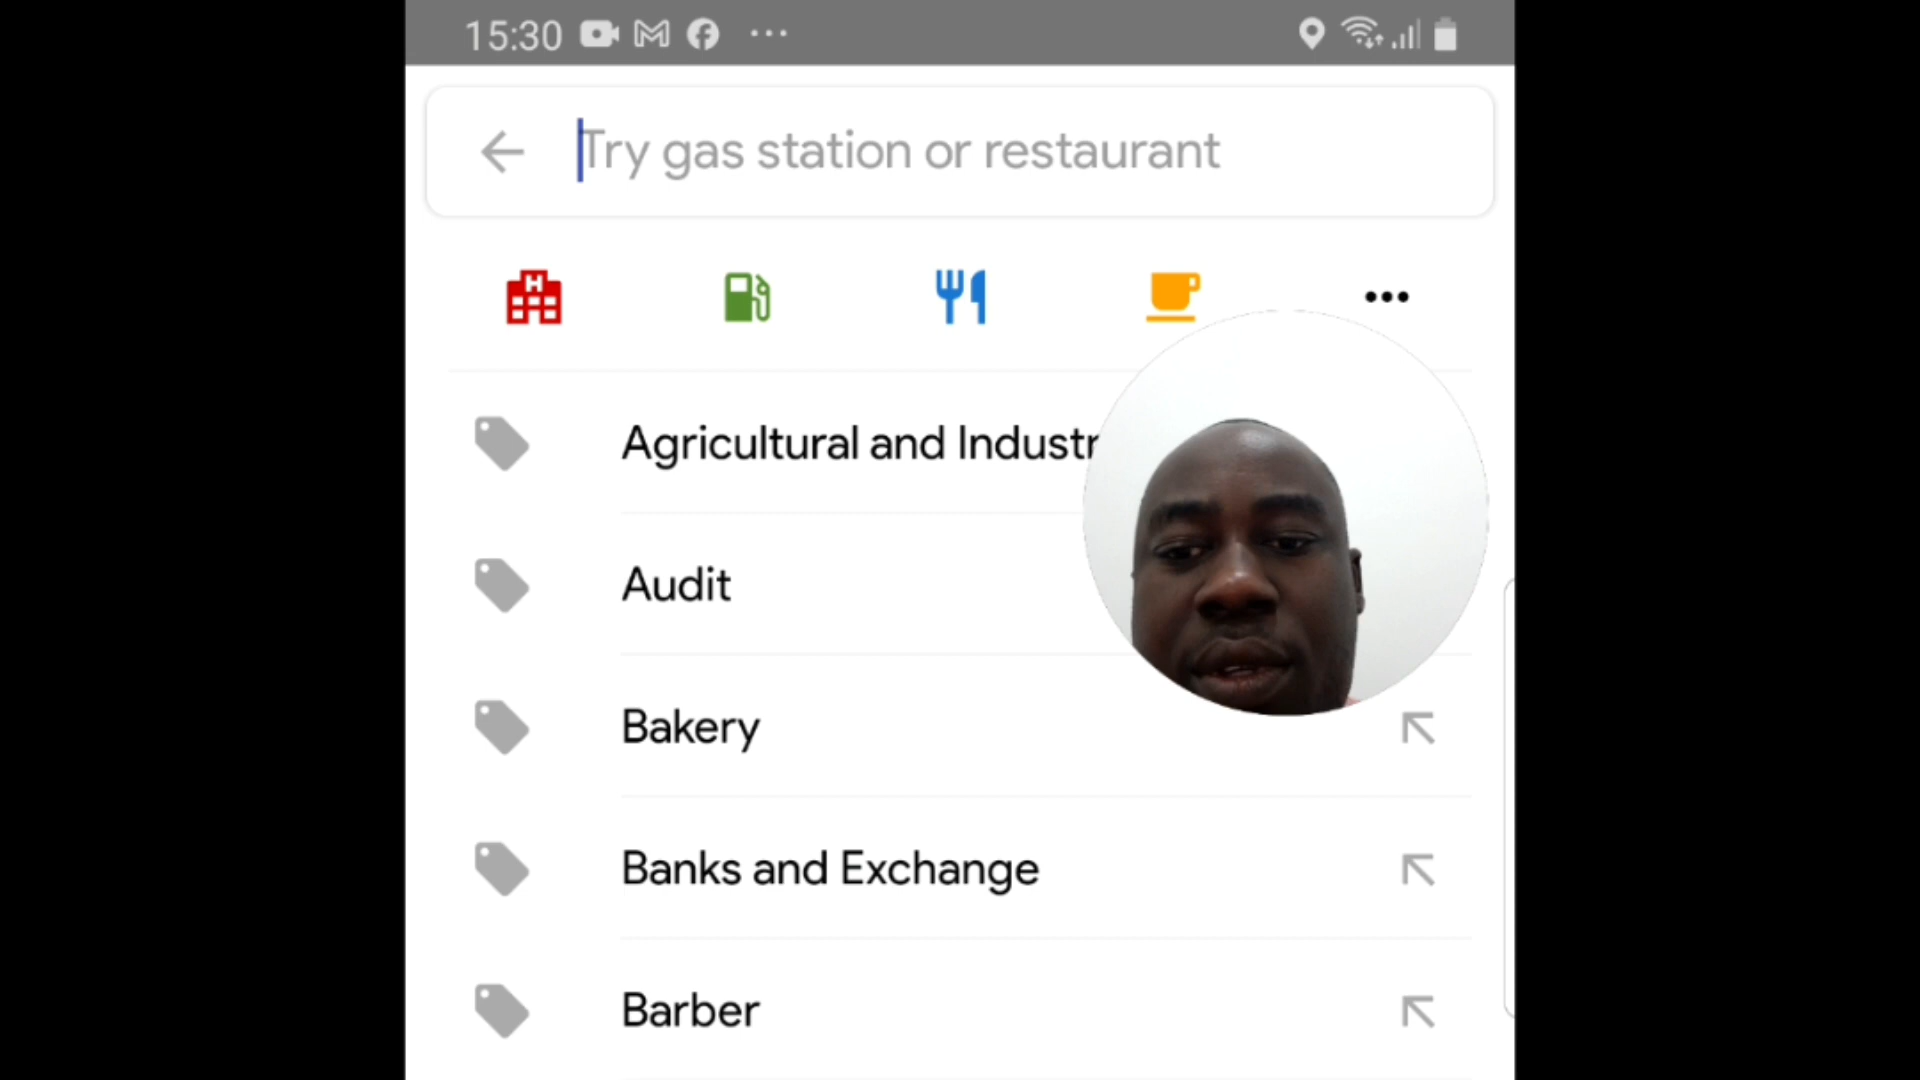 15:30
Try gas station or restaurant
H
Agricultural and Industr
Audit
Bakery
Banks and Exchange
Barber